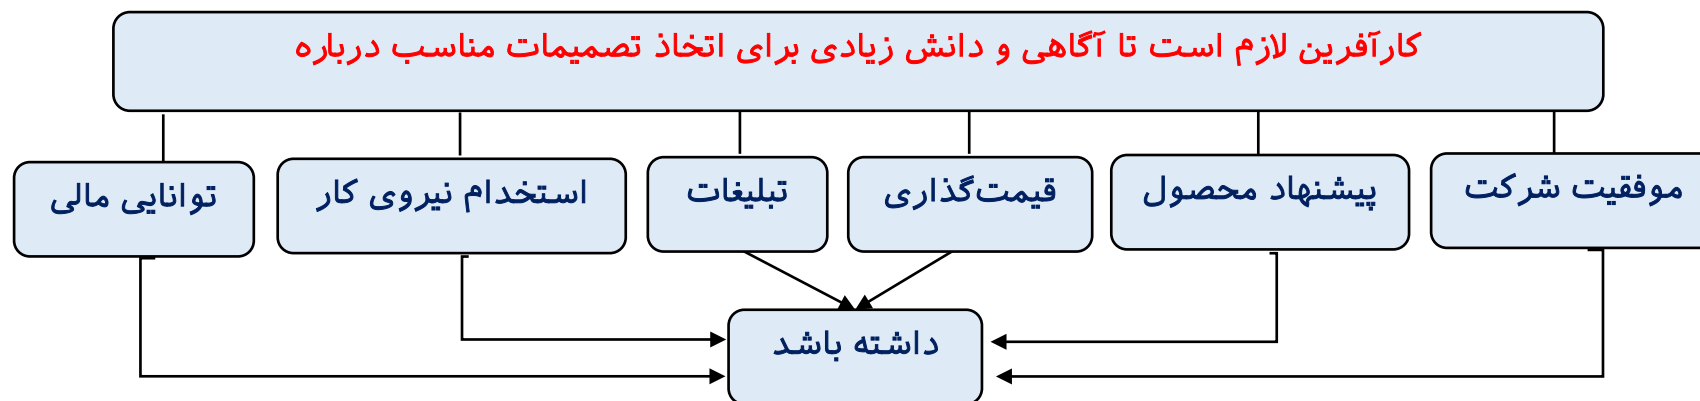 کارآفرین لازم است تا آگاهی و دانش زیادی برای اتخاذ تصمیمات مناسب درباره
موفقیت شرکت
پیشنهاد محصول
قیمت‌گذاری
تبلیغات
استخدام نیروی کار
توانایی مالی
داشته باشد